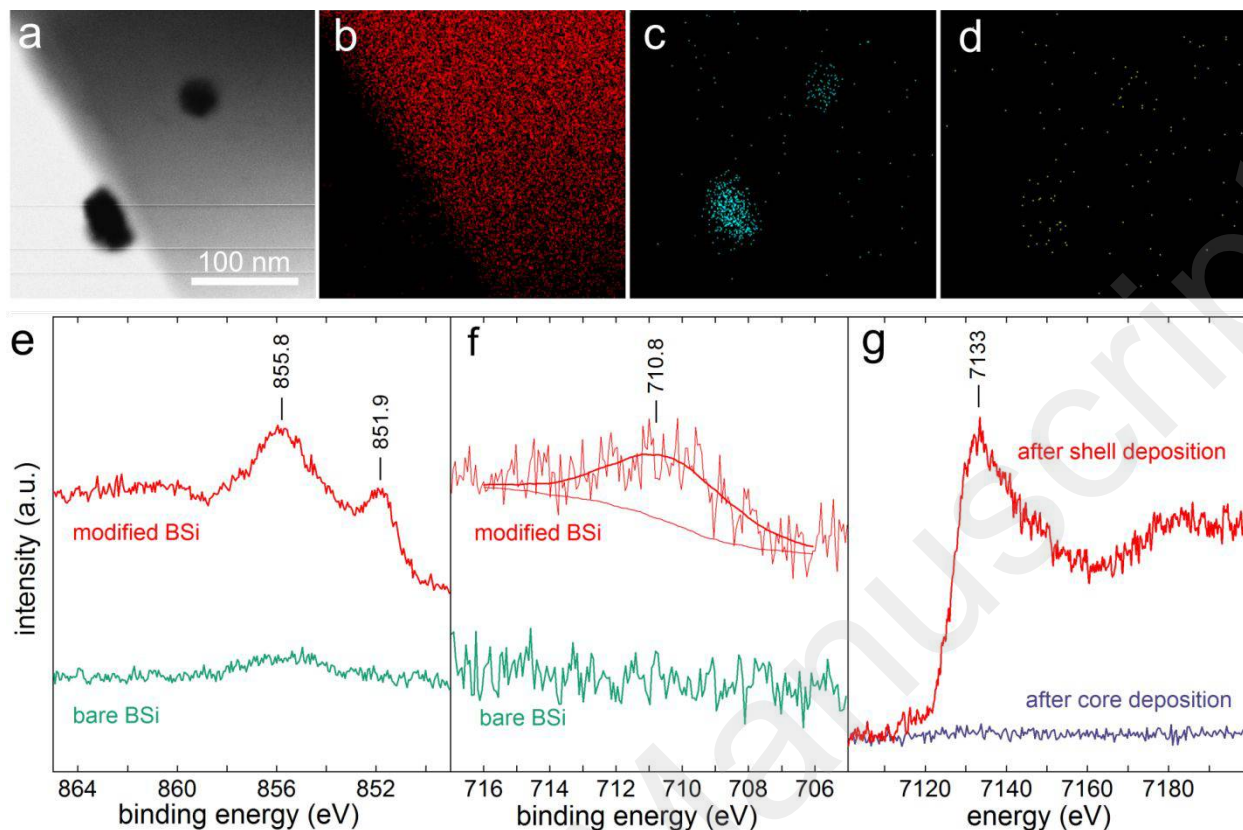 a
b
c
d
100 nm
e
f
g
855.8
851.9
710.8
7133
modified BSi
modified BSi
after shell deposition
bare BSi
bare BSi
after core deposition
intensity (a.u.)
864 860 856 852
716 714 712 710 708 706
7120 7140 7160 7180
binding energy (eV)
binding energy (eV)
energy (eV)